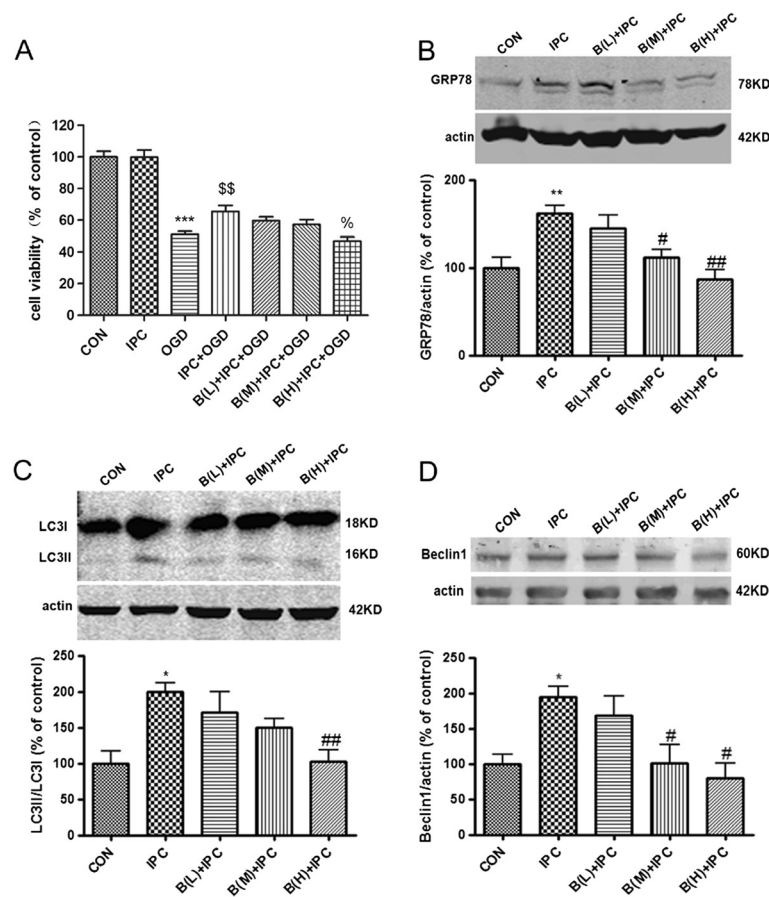 A
cell viability (% of control)
120
100
80
60
40
20
0
***
$$
%
CON
IPC
OGD
IPC+OGD
B(L)+IPC+OGD
B(M)+IPC+OGD
B(H)+IPC+OGD
B
CON
IPC
B(L)+IPC
B(M)+IPC
B(H)+IPC
GRP78
78KD
actin
42KD
GRP78/actin (% of control)
200
100
0
**
#
##
CON
IPC
B(L)+IPC
B(M)+IPC
B(H)+IPC
C
CON
IPC
B(L)+IPC
B(M)+IPC
B(H)+IPC
LC3I
18KD
LC3II
16KD
actin
42KD
LC3II/LC3I (% of control)
250
200
150
100
50
0
*
##
CON
IPC
B(L)+IPC
B(M)+IPC
B(H)+IPC
D
CON
IPC
B(L)+IPC
B(M)+IPC
B(H)+IPC
Beclin1
60KD
actin
42KD
Beclin1/actin (% of control)
250
200
150
100
50
0
*
#
#
CON
IPC
B(L)+IPC
B(M)+IPC
B(H)+IPC